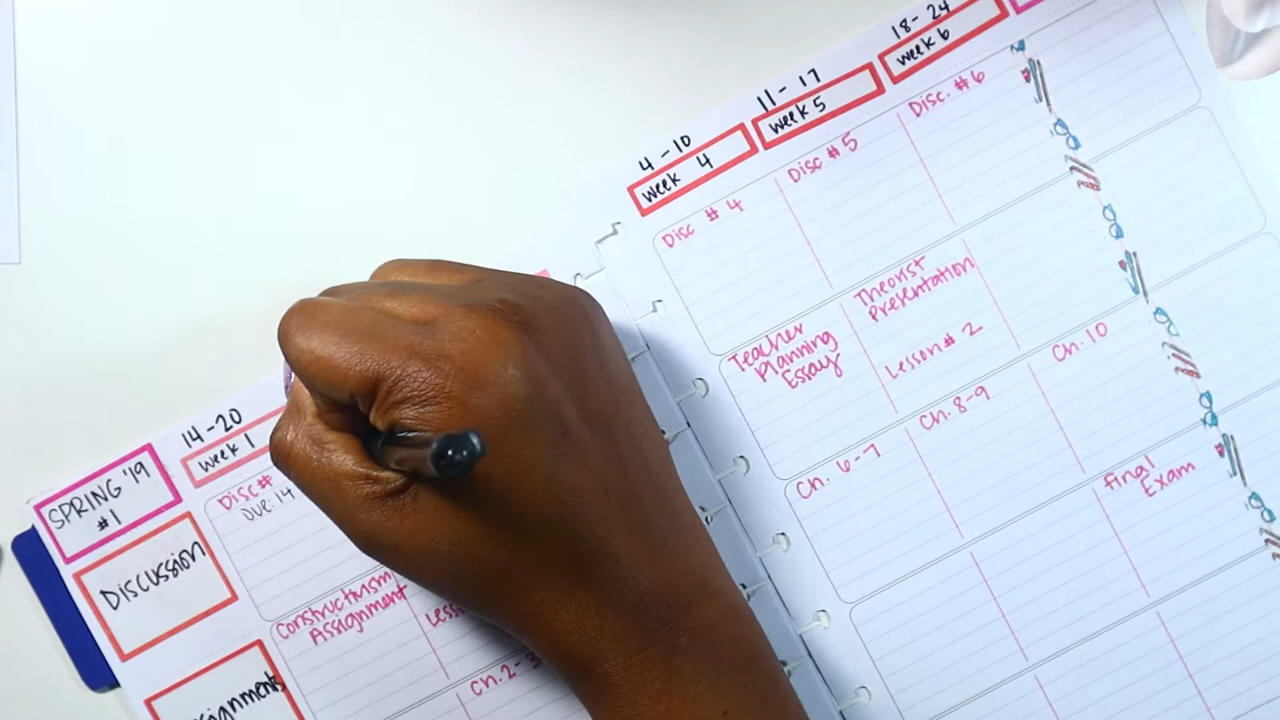 18-24
week 6
11-17
week 5
4-10
week 4
Disc. #6
Disc #5
Disc #4
Theorist
Presentation
Lesson #2
Teacher
Planning
Essay
Ch. 10
Ch. 8-9
Ch. 6-7
Final
Exam
14-20
week 1
SPRING '19
#1
Disc#
Due: 14
DISCUSSION
Constructivism
Assignment
Ch. 2-3